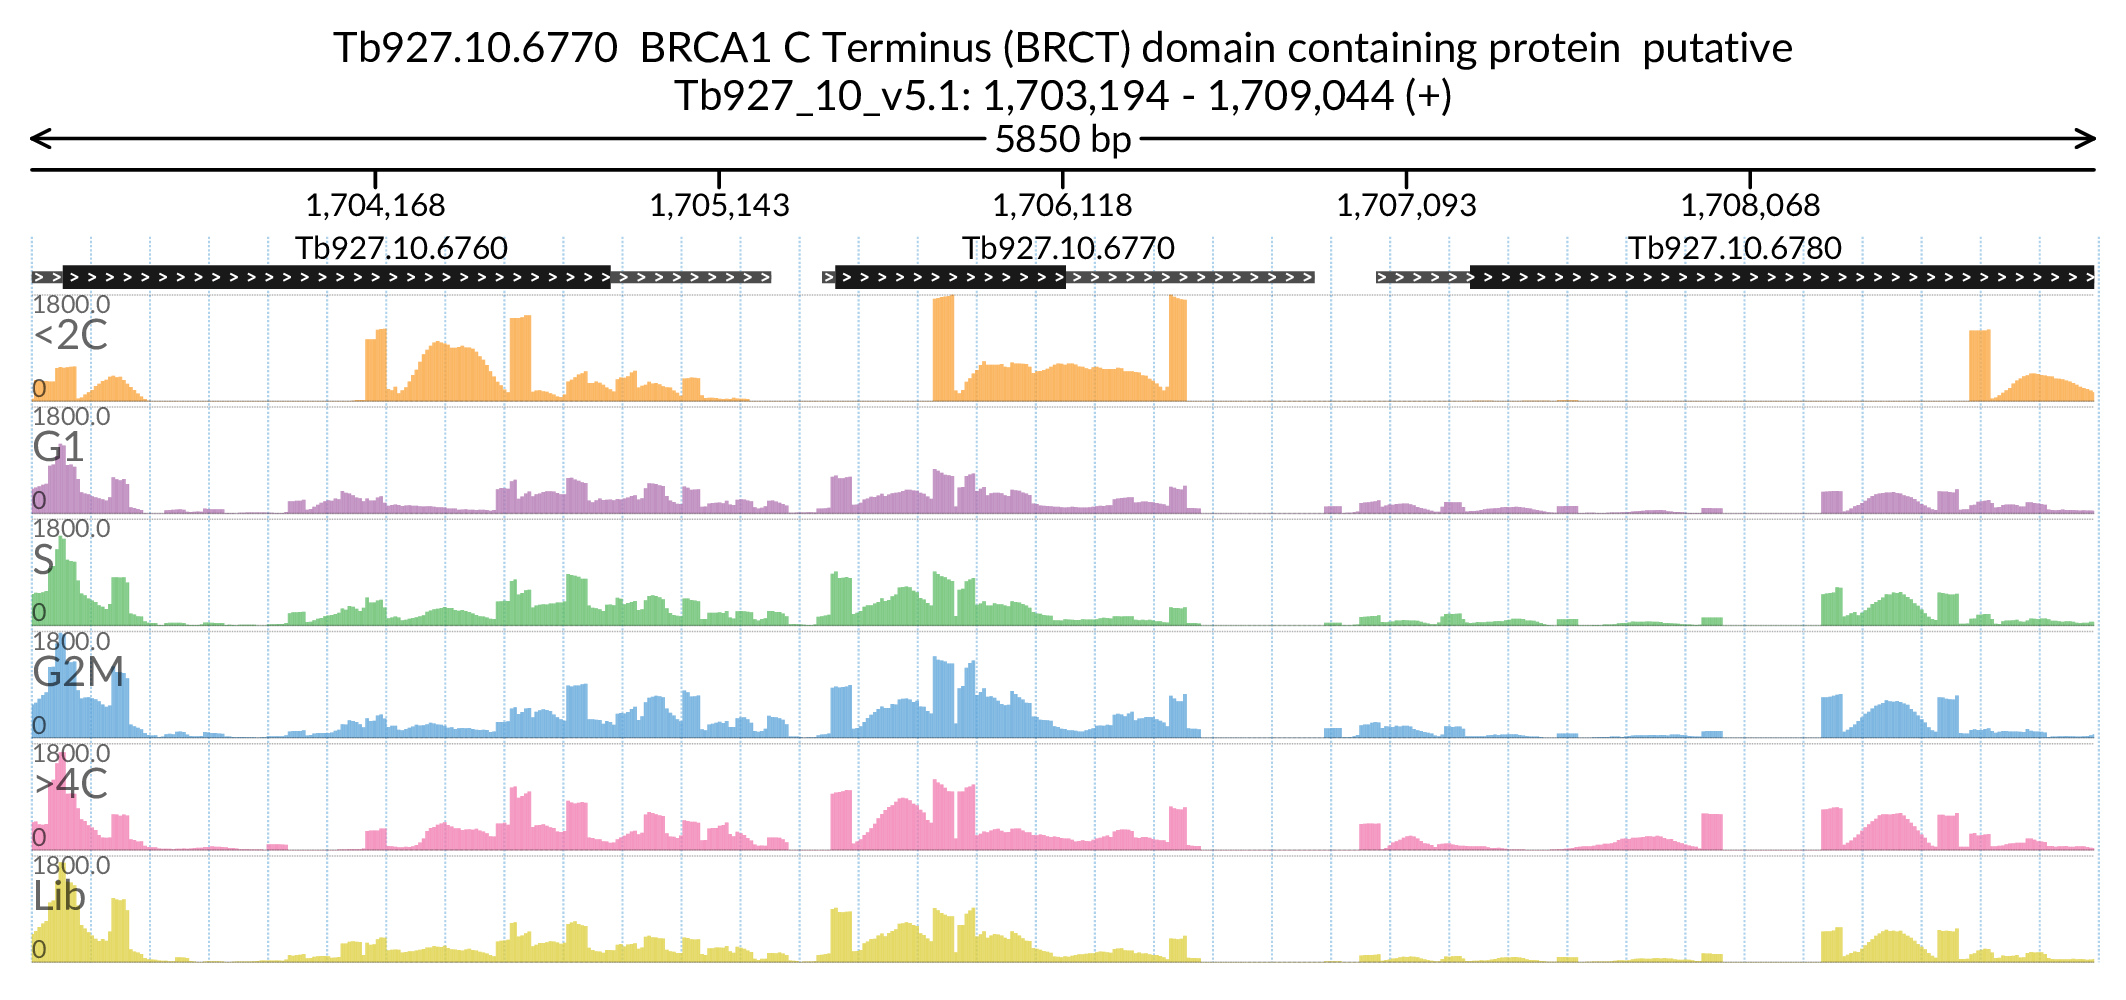 Tb927.10.6770  BRCA1 C Terminus (BRCT) domain containing protein  putative
Tb927_10_v5.1: 1,703,194 - 1,709,044 (+)
5850 bp
1,704,168 1,705,143 1,706,118 1,707,093 1,708,068
Tb927.10.6760 Tb927.10.6770 Tb927.10.6780
1800.0
<2C
0
1800.0
G1
0
1800.0
S
0
1800.0
G2M
0
1800.0
>4C
0
1800.0
Lib
0